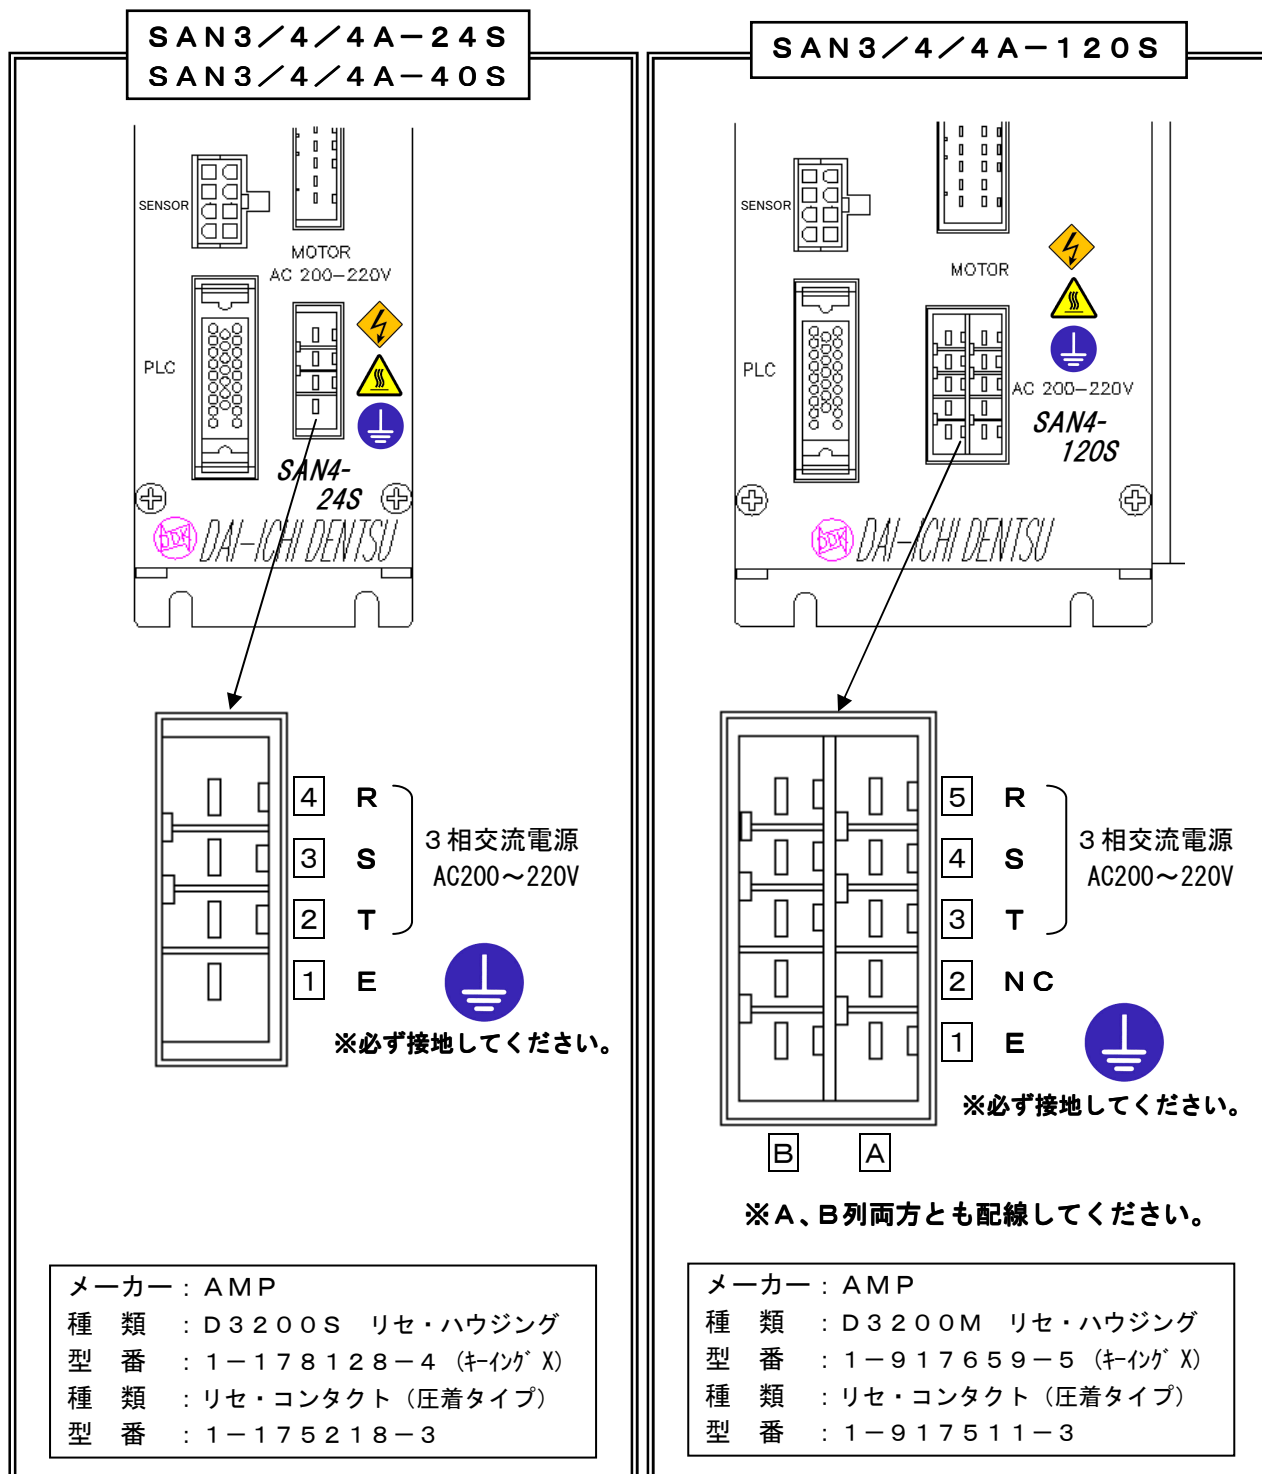 SAN3／4／4A－24S
SAN3／4／4A－40S
SENSOR
MOTOR
AC 200-220V
PLC
SAN4-
24S
DDK
DAI-ICHI DENTSU
4 R
3 S
2 T
1 E
3相交流電源
AC200～220V
※必ず接地してください。
メーカー：AMP
種　類　：D3200S　リセ・ハウジング
型　番　：1－178128－4（ｷｰｲﾝｸﾞ X）
種　類　：リセ・コンタクト（圧着タイプ）
型　番　：1－175218－3
SAN3／4／4A－120S
SENSOR
MOTOR
PLC
AC 200-220V
SAN4-
120S
DDK
DAI-ICHI DENTSU
5 R
4 S
3 T
2 NC
1 E
3相交流電源
AC200～220V
※必ず接地してください。
B A
※A、B列両方とも配線してください。
メーカー：AMP
種　類　：D3200M　リセ・ハウジング
型　番　：1－917659－5（ｷｰｲﾝｸﾞ X）
種　類　：リセ・コンタクト（圧着タイプ）
型　番　：1－917511－3